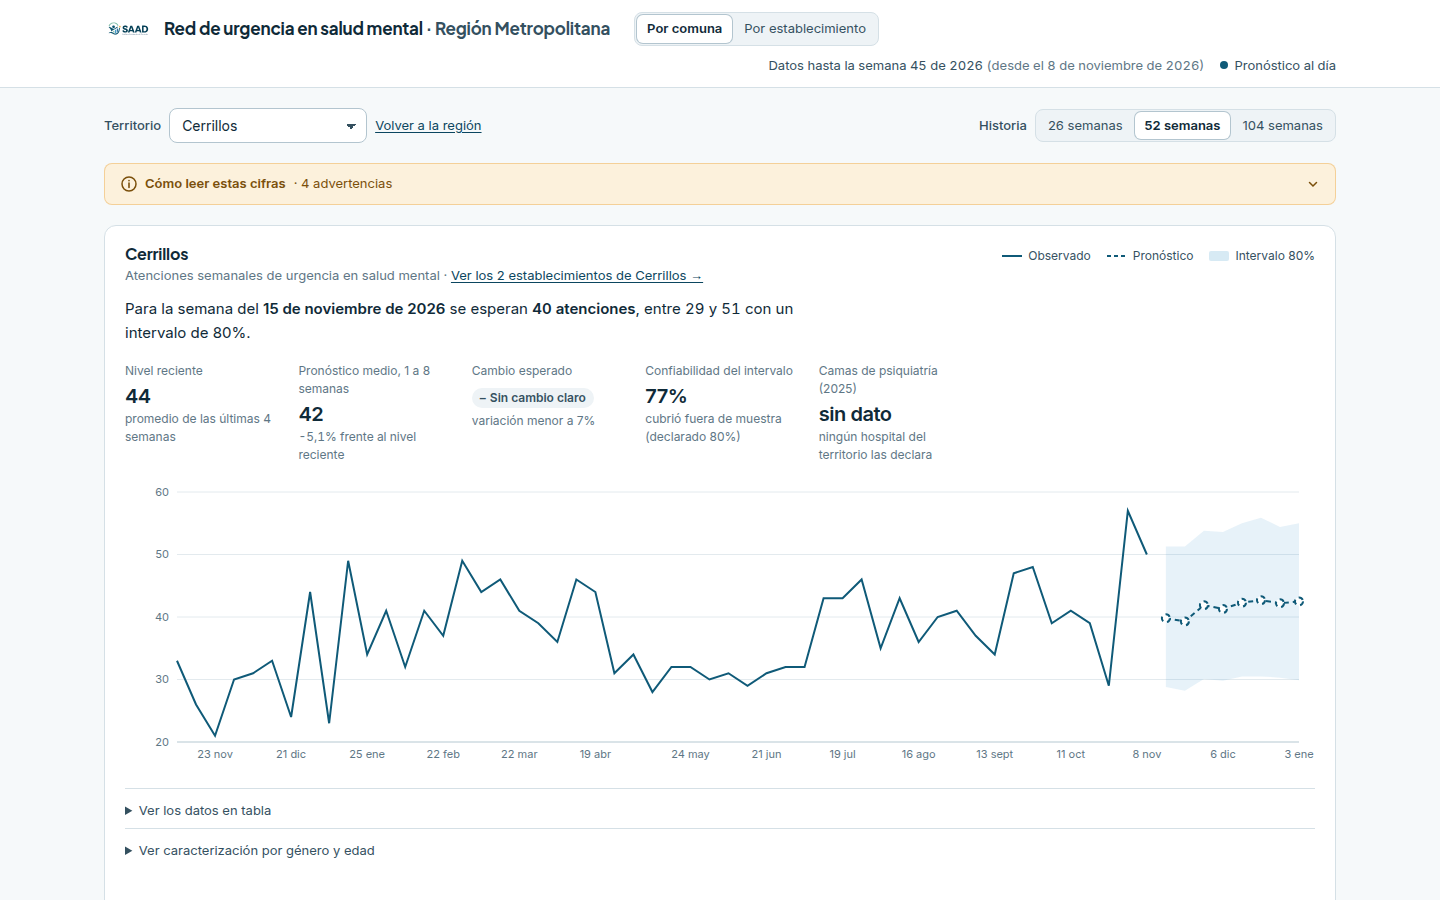 SAAD
Red de urgencia en salud mental · Región Metropolitana
Por comuna
Por establecimiento
Datos hasta la semana 45 de 2026 (desde el 8 de noviembre de 2026)
Pronóstico al día
Territorio
Cerrillos
Volver a la región
Historia
26 semanas
52 semanas
104 semanas
Cómo leer estas cifras · 4 advertencias
Cerrillos
Atenciones semanales de urgencia en salud mental · Ver los 2 establecimientos de Cerrillos →
Observado
Pronóstico
Intervalo 80%
Para la semana del 15 de noviembre de 2026 se esperan 40 atenciones, entre 29 y 51 con un
intervalo de 80%.
Nivel reciente
44
promedio de las últimas 4
semanas
Pronóstico medio, 1 a 8
semanas
42
-5,1% frente al nivel
reciente
Cambio esperado
– Sin cambio claro
variación menor a 7%
Confiabilidad del intervalo
77%
cubrió fuera de muestra
(declarado 80%)
Camas de psiquiatría
(2025)
sin dato
ningún hospital del
territorio las declara
60
50
40
30
20
23 nov
21 dic
25 ene
22 feb
22 mar
19 abr
24 may
21 jun
19 jul
16 ago
13 sept
11 oct
8 nov
6 dic
3 ene
Ver los datos en tabla
Ver caracterización por género y edad